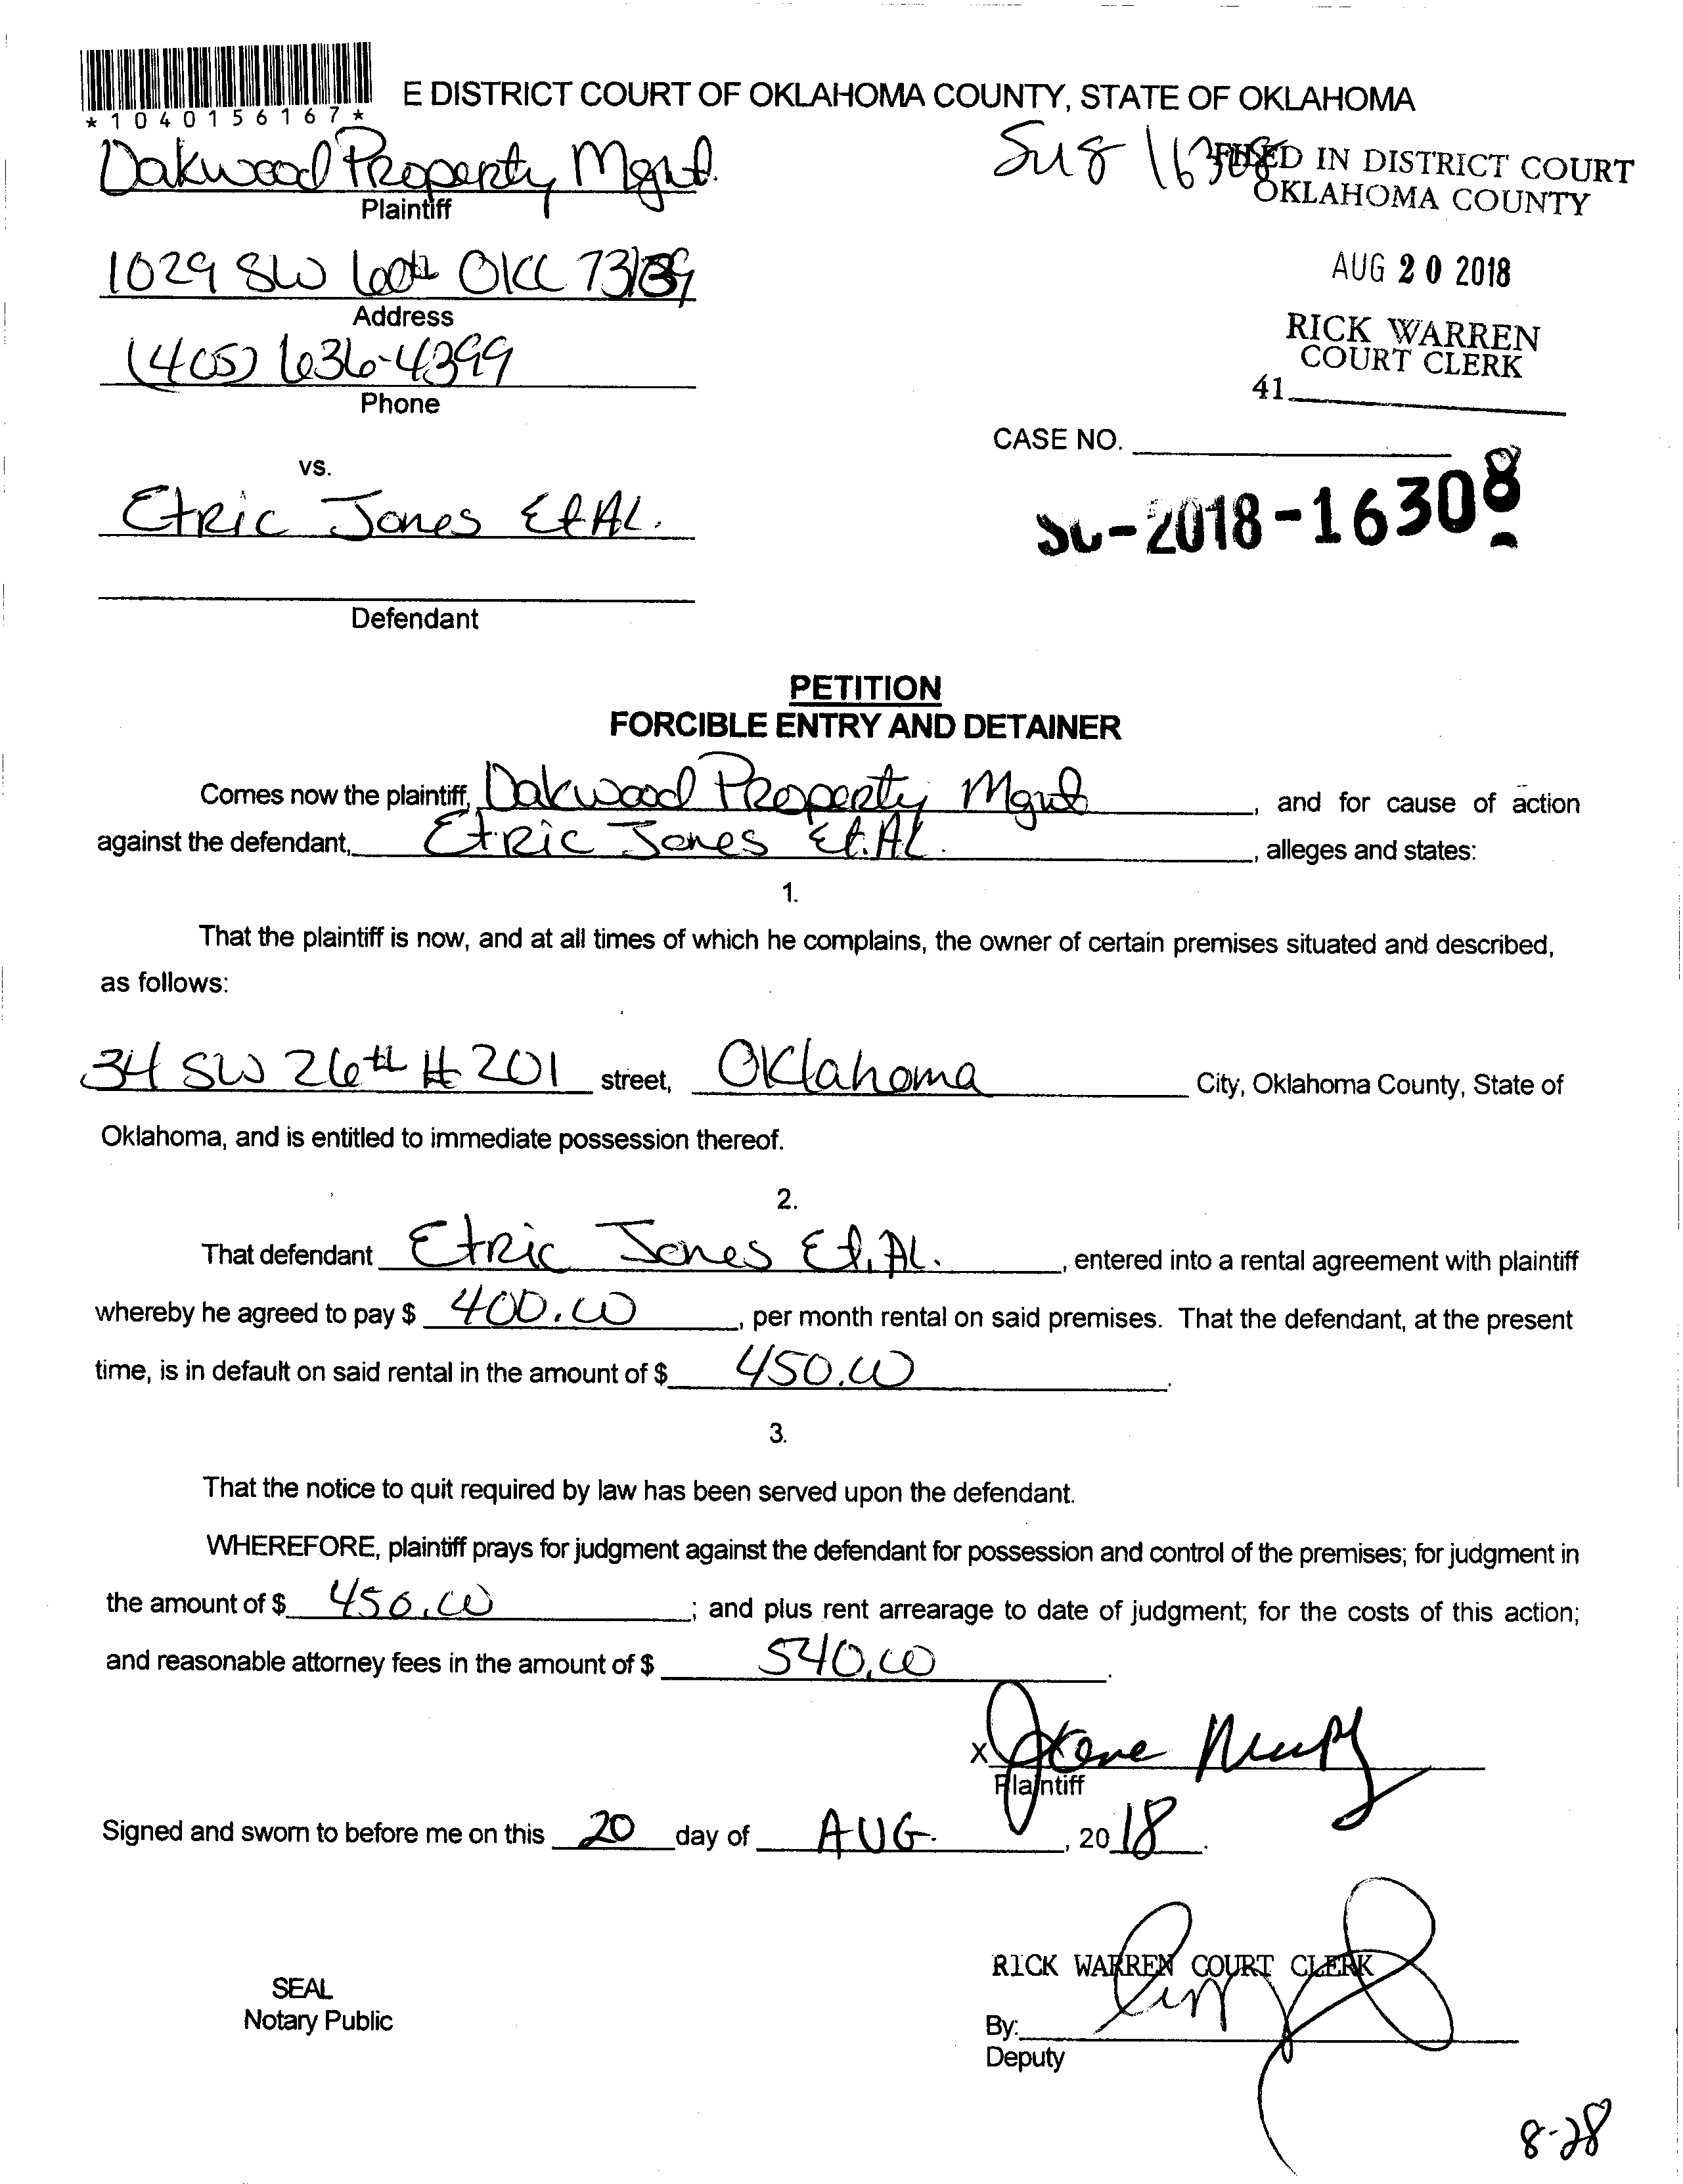 *1040156167*
E DISTRICT COURT OF OKLAHOMA COUNTY, STATE OF OKLAHOMA
Oakwood Property Mgmt.
Plaintiff
FILED IN DISTRICT COURT
OKLAHOMA COUNTY
1029 SW 60th OKC 73139
Address
AUG 20 2018
(405) 636-4399
Phone
RICK WARREN
COURT CLERK
41
CASE NO.
vs.
Etric Jones Et AL.
SC-2018-16308
Defendant
PETITION
FORCIBLE ENTRY AND DETAINER
Comes now the plaintiff, Oakwood Property Mgmt, and for cause of action
against the defendant, Etric Jones Et. AL., alleges and states:
1.
That the plaintiff is now, and at all times of which he complains, the owner of certain premises situated and described,
as follows:
34 SW 26th # 201 street, Oklahoma City, Oklahoma County, State of
Oklahoma, and is entitled to immediate possession thereof.
2.
That defendant Etric Jones Et. AL., entered into a rental agreement with plaintiff
whereby he agreed to pay $ 400.00, per month rental on said premises. That the defendant, at the present
time, is in default on said rental in the amount of $ 450.00.
3.
That the notice to quit required by law has been served upon the defendant.
WHEREFORE, plaintiff prays for judgment against the defendant for possession and control of the premises; for judgment in
the amount of $ 450.00; and plus rent arrearage to date of judgment; for the costs of this action;
and reasonable attorney fees in the amount of $ 540.00.
X
Plaintiff
Signed and sworn to before me on this 20 day of AUG., 2018.
RICK WARREN COURT CLERK
SEAL
Notary Public
By:
Deputy
8-28